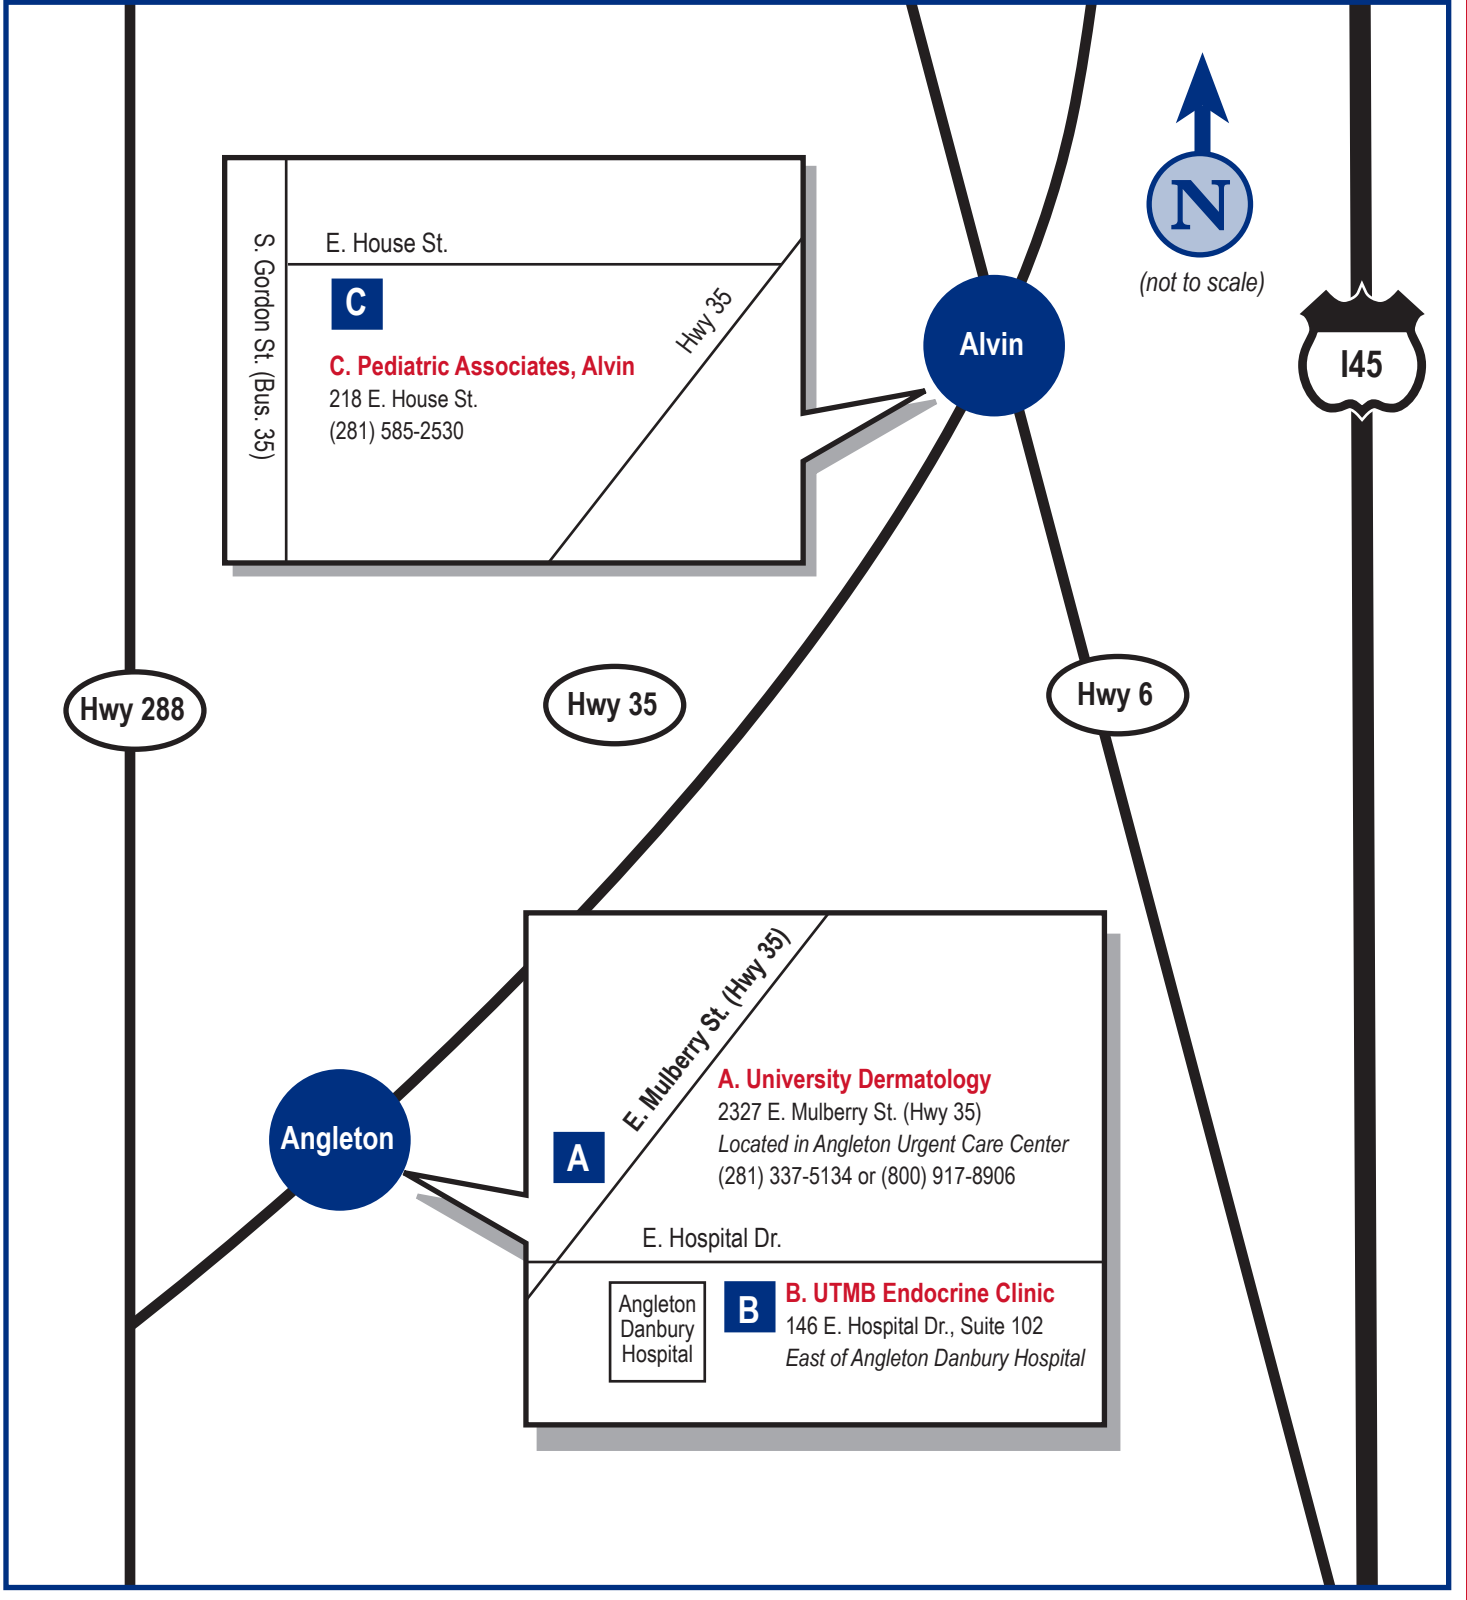 N
(not to scale)
S. Gordon St. (Bus. 35)
E. House St.
C
Hwy 35
C. Pediatric Associates, Alvin
218 E. House St.
(281) 585-2530
Alvin
I45
Hwy 288
Hwy 35
Hwy 6
E. Mulberry St. (Hwy 35)
A. University Dermatology
2327 E. Mulberry St. (Hwy 35)
Located in Angleton Urgent Care Center
(281) 337-5134 or (800) 917-8906
A
Angleton
E. Hospital Dr.
Angleton
Danbury
Hospital
B
B. UTMB Endocrine Clinic
146 E. Hospital Dr., Suite 102
East of Angleton Danbury Hospital